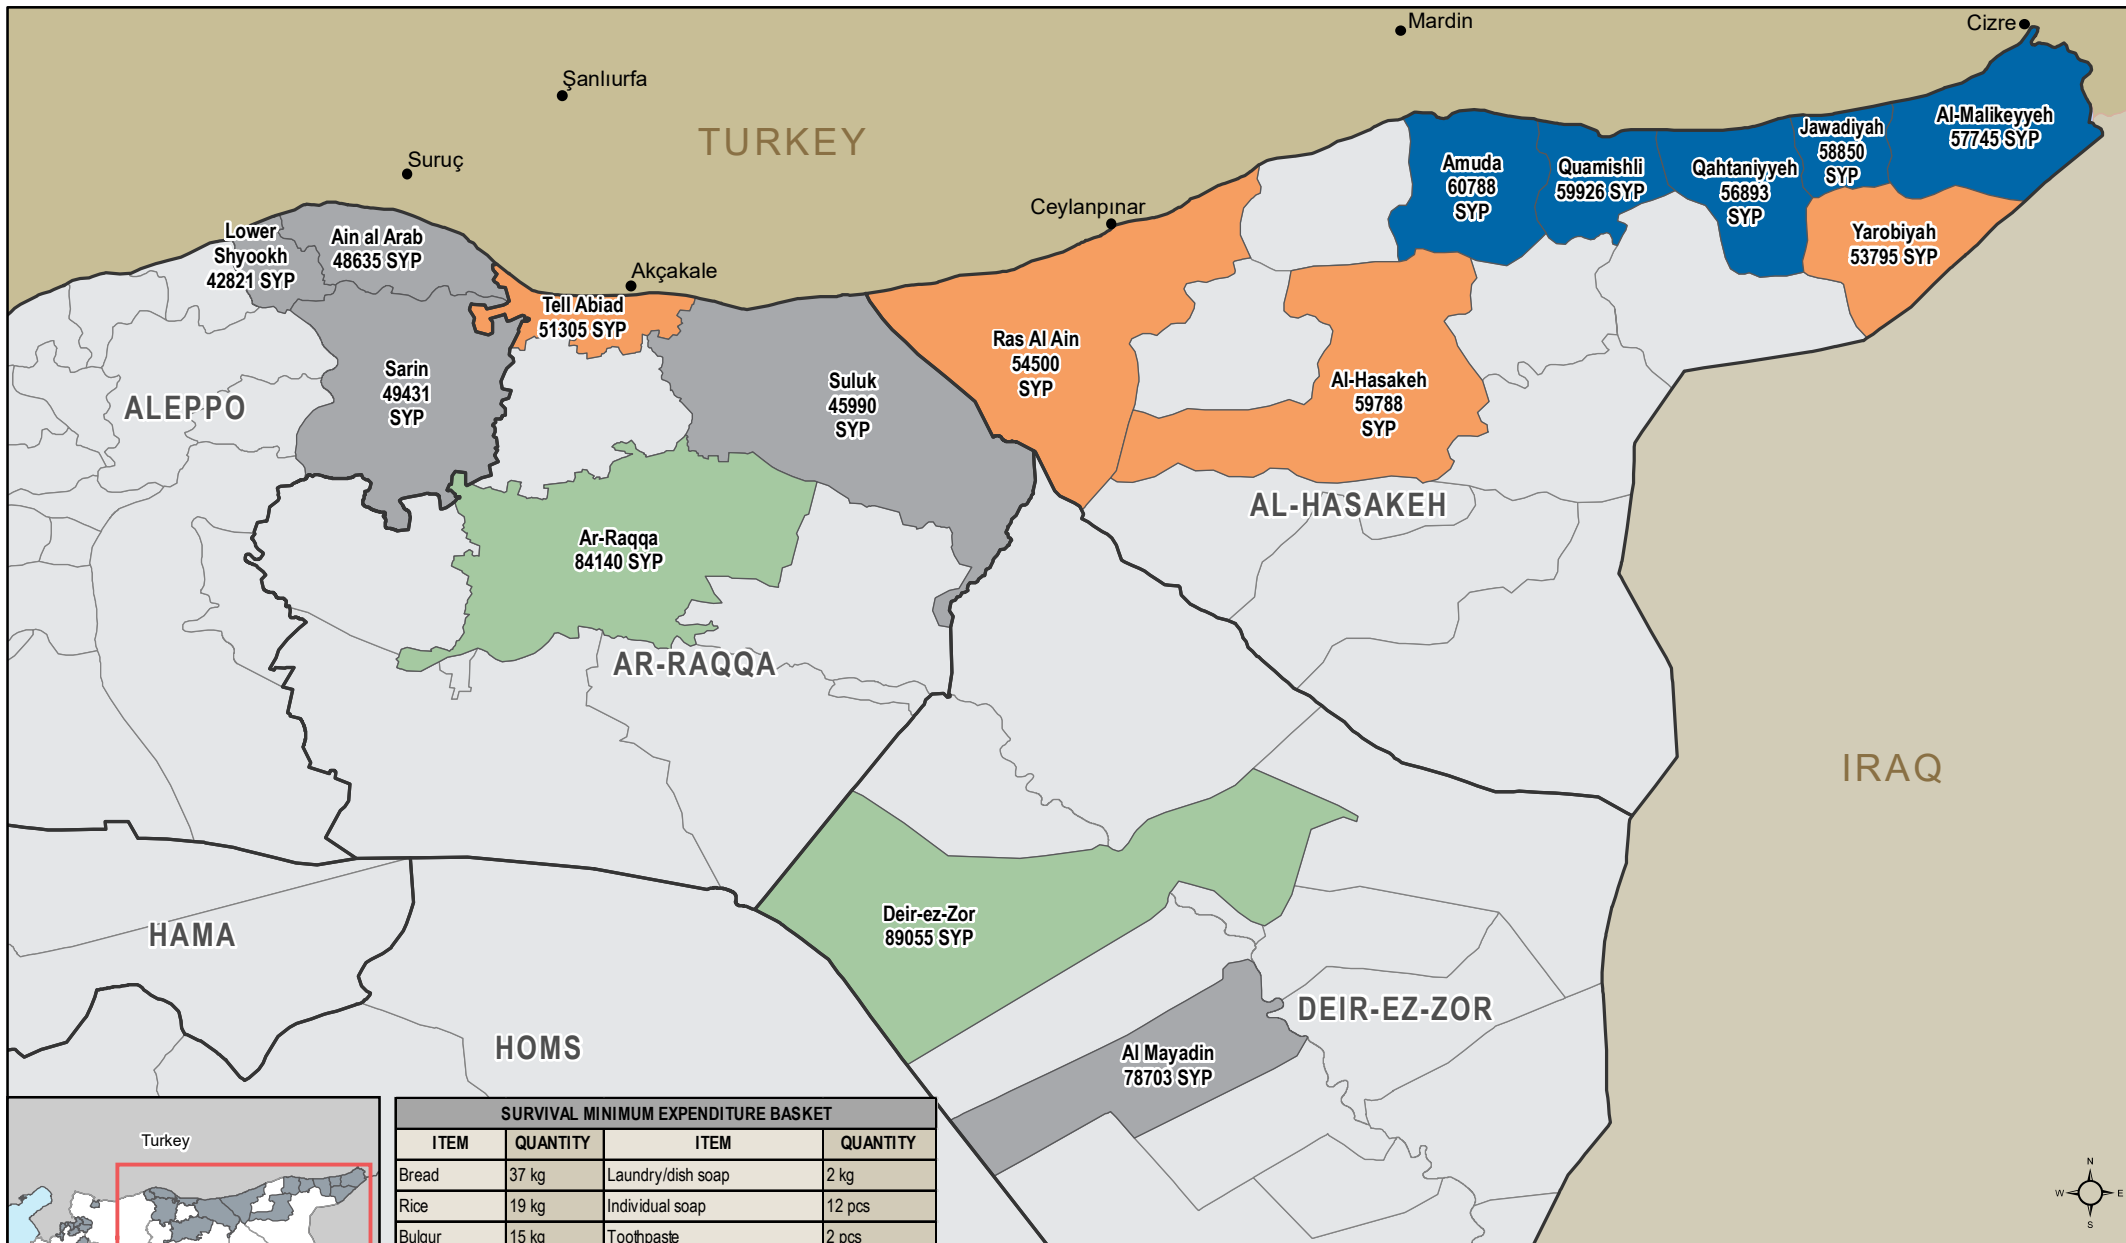 Mardin
Cizre
Şanlıurfa
TURKEY
Suruç
Ceylanpınar
Akçakale
Al-Malikeyyeh
57745 SYP
Jawadiyah
58850
SYP
Amuda
60788
SYP
Quamishli
59926 SYP
Qahtaniyyeh
56893
SYP
Yarobiyah
53795 SYP
Lower
Shyookh
42821 SYP
Ain al Arab
48635 SYP
Tell Abiad
51305 SYP
Ras Al Ain
54500
SYP
Sarin
49431
SYP
Suluk
45990
SYP
Al-Hasakeh
59788
SYP
ALEPPO
AL-HASAKEH
Ar-Raqqa
84140 SYP
AR-RAQQA
IRAQ
Deir-ez-Zor
89055 SYP
HAMA
DEIR-EZ-ZOR
HOMS
Al Mayadin
78703 SYP
Turkey
SURVIVAL MINIMUM EXPENDITURE BASKET
ITEM QUANTITY ITEM QUANTITY
Bread 37 kg Laundry/dish soap 2 kg
Rice 19 kg Individual soap 12 pcs
Bulgur 15 kg Toothpaste 2 pcs
N
W E
S